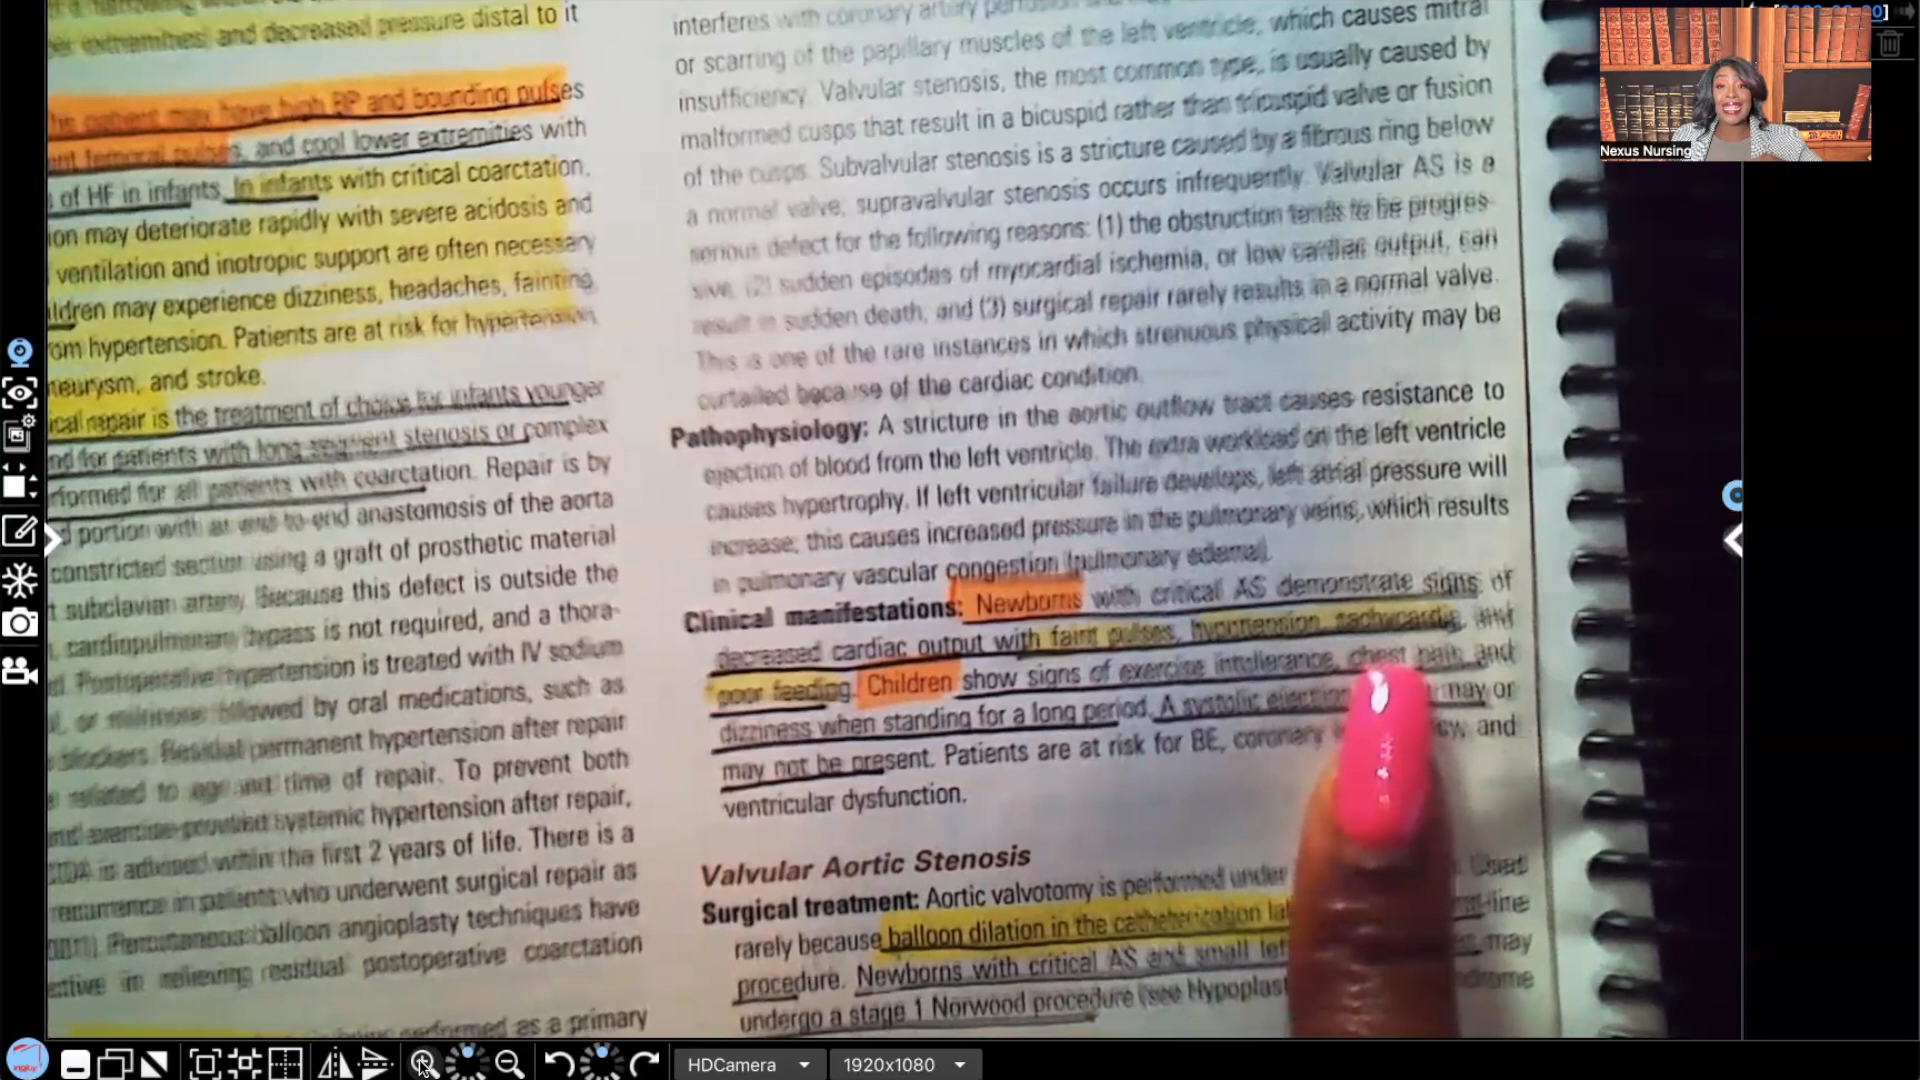 er extremities) and decreased pressure distal to it
he patient may have high BP and bounding pulses
ent femoral pulses, and cool lower extremities with
of HF in infants. In infants with critical coarctation,
ion may deteriorate rapidly with severe acidosis and
ventilation and inotropic support are often necessary
ildren may experience dizziness, headaches, fainting
om hypertension. Patients are at risk for hypertension
neurysm, and stroke.
ical repair is the treatment of choice for infants younger
nd for patients with long segment stenosis or complex
rformed for all patients with coarctation. Repair is by
d portion with an end-to-end anastomosis of the aorta
constricted section using a graft of prosthetic material
t subclavian artery. Because this defect is outside the
cardiopulmonary bypass is not required, and a thora-
d. Postoperative hypertension is treated with IV sodium
followed by oral medications, such as
blockers. Residual permanent hypertension after repair
related to age and time of repair. To prevent both
systemic hypertension after repair,
is advised within the first 2 years of life. There is a
recurrence in patients who underwent surgical repair as
Percutaneous balloon angioplasty techniques have
ective in relieving residual postoperative coarctation
performed as a primary
interferes with coronary artery
or scarring of the papillary muscles of the left ventricle, which causes mitral
insufficiency. Valvular stenosis, the most common type, is usually caused by
malformed cusps that result in a bicuspid rather than tricuspid valve or fusion
of the cusps. Subvalvular stenosis is a stricture caused by a fibrous ring below
a normal valve; supravalvular stenosis occurs infrequently. Valvular AS is a
serious defect for the following reasons: (1) the obstruction tends to be progres-
sive, (2) sudden episodes of myocardial ischemia, or low cardiac output, can
result in sudden death; and (3) surgical repair rarely results in a normal valve.
This is one of the rare instances in which strenuous physical activity may be
curtailed because of the cardiac condition.
Pathophysiology: A stricture in the aortic outflow tract causes resistance to
ejection of blood from the left ventricle. The extra workload on the left ventricle
causes hypertrophy. If left ventricular failure develops, left atrial pressure will
increase; this causes increased pressure in the pulmonary veins, which results
in pulmonary vascular congestion (pulmonary edema).
Clinical manifestations: Newborns with critical AS demonstrate signs of
decreased cardiac output with faint pulses, hypotension, tachycardia, and
poor feeding. Children show signs of exercise intolerance, chest pain, and
dizziness when standing for a long period. A systolic ejection may or
may not be present. Patients are at risk for BE, coronary and
ventricular dysfunction.
Valvular Aortic Stenosis
Surgical treatment: Aortic valvotomy is performed under
rarely because balloon dilation in the catheterization
procedure. Newborns with critical AS and small may
undergo a stage 1 Norwood procedure (see
Nexus Nursing
HDCamera
1920x1080